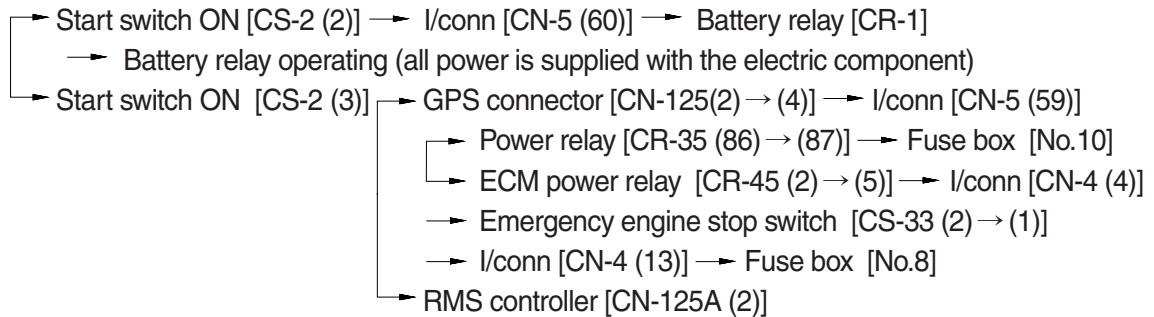 Start switch ON [CS-2 (2)] → I/conn [CN-5 (60)] → Battery relay [CR-1]
→ Battery relay operating (all power is supplied with the electric component)
Start switch ON [CS-2 (3)] → GPS connector [CN-125(2) → (4)] → I/conn [CN-5 (59)]
→ Power relay [CR-35 (86) → (87)] → Fuse box [No.10]
→ ECM power relay [CR-45 (2) → (5)] → I/conn [CN-4 (4)]
→ Emergency engine stop switch [CS-33 (2) → (1)]
→ I/conn [CN-4 (13)] → Fuse box [No.8]
→ RMS controller [CN-125A (2)]